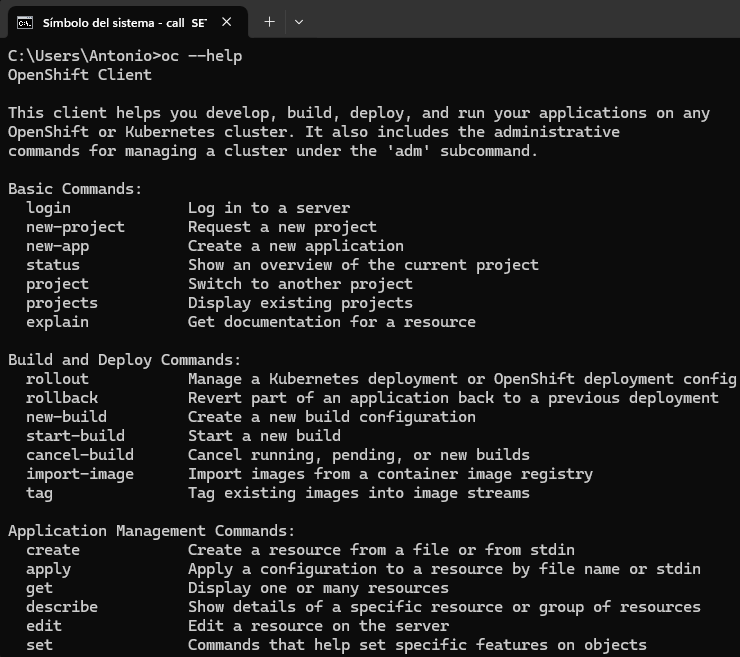 Símbolo del sistema - call SET
C:\Users\Antonio>oc --help
OpenShift Client
This client helps you develop, build, deploy, and run your applications on any
OpenShift or Kubernetes cluster. It also includes the administrative
commands for managing a cluster under the 'adm' subcommand.
Basic Commands:
login Log in to a server
new-project Request a new project
new-app Create a new application
status Show an overview of the current project
project Switch to another project
projects Display existing projects
explain Get documentation for a resource
Build and Deploy Commands:
rollout Manage a Kubernetes deployment or OpenShift deployment config
rollback Revert part of an application back to a previous deployment
new-build Create a new build configuration
start-build Start a new build
cancel-build Cancel running, pending, or new builds
import-image Import images from a container image registry
tag Tag existing images into image streams
Application Management Commands:
create Create a resource from a file or from stdin
apply Apply a configuration to a resource by file name or stdin
get Display one or many resources
describe Show details of a specific resource or group of resources
edit Edit a resource on the server
set Commands that help set specific features on objects